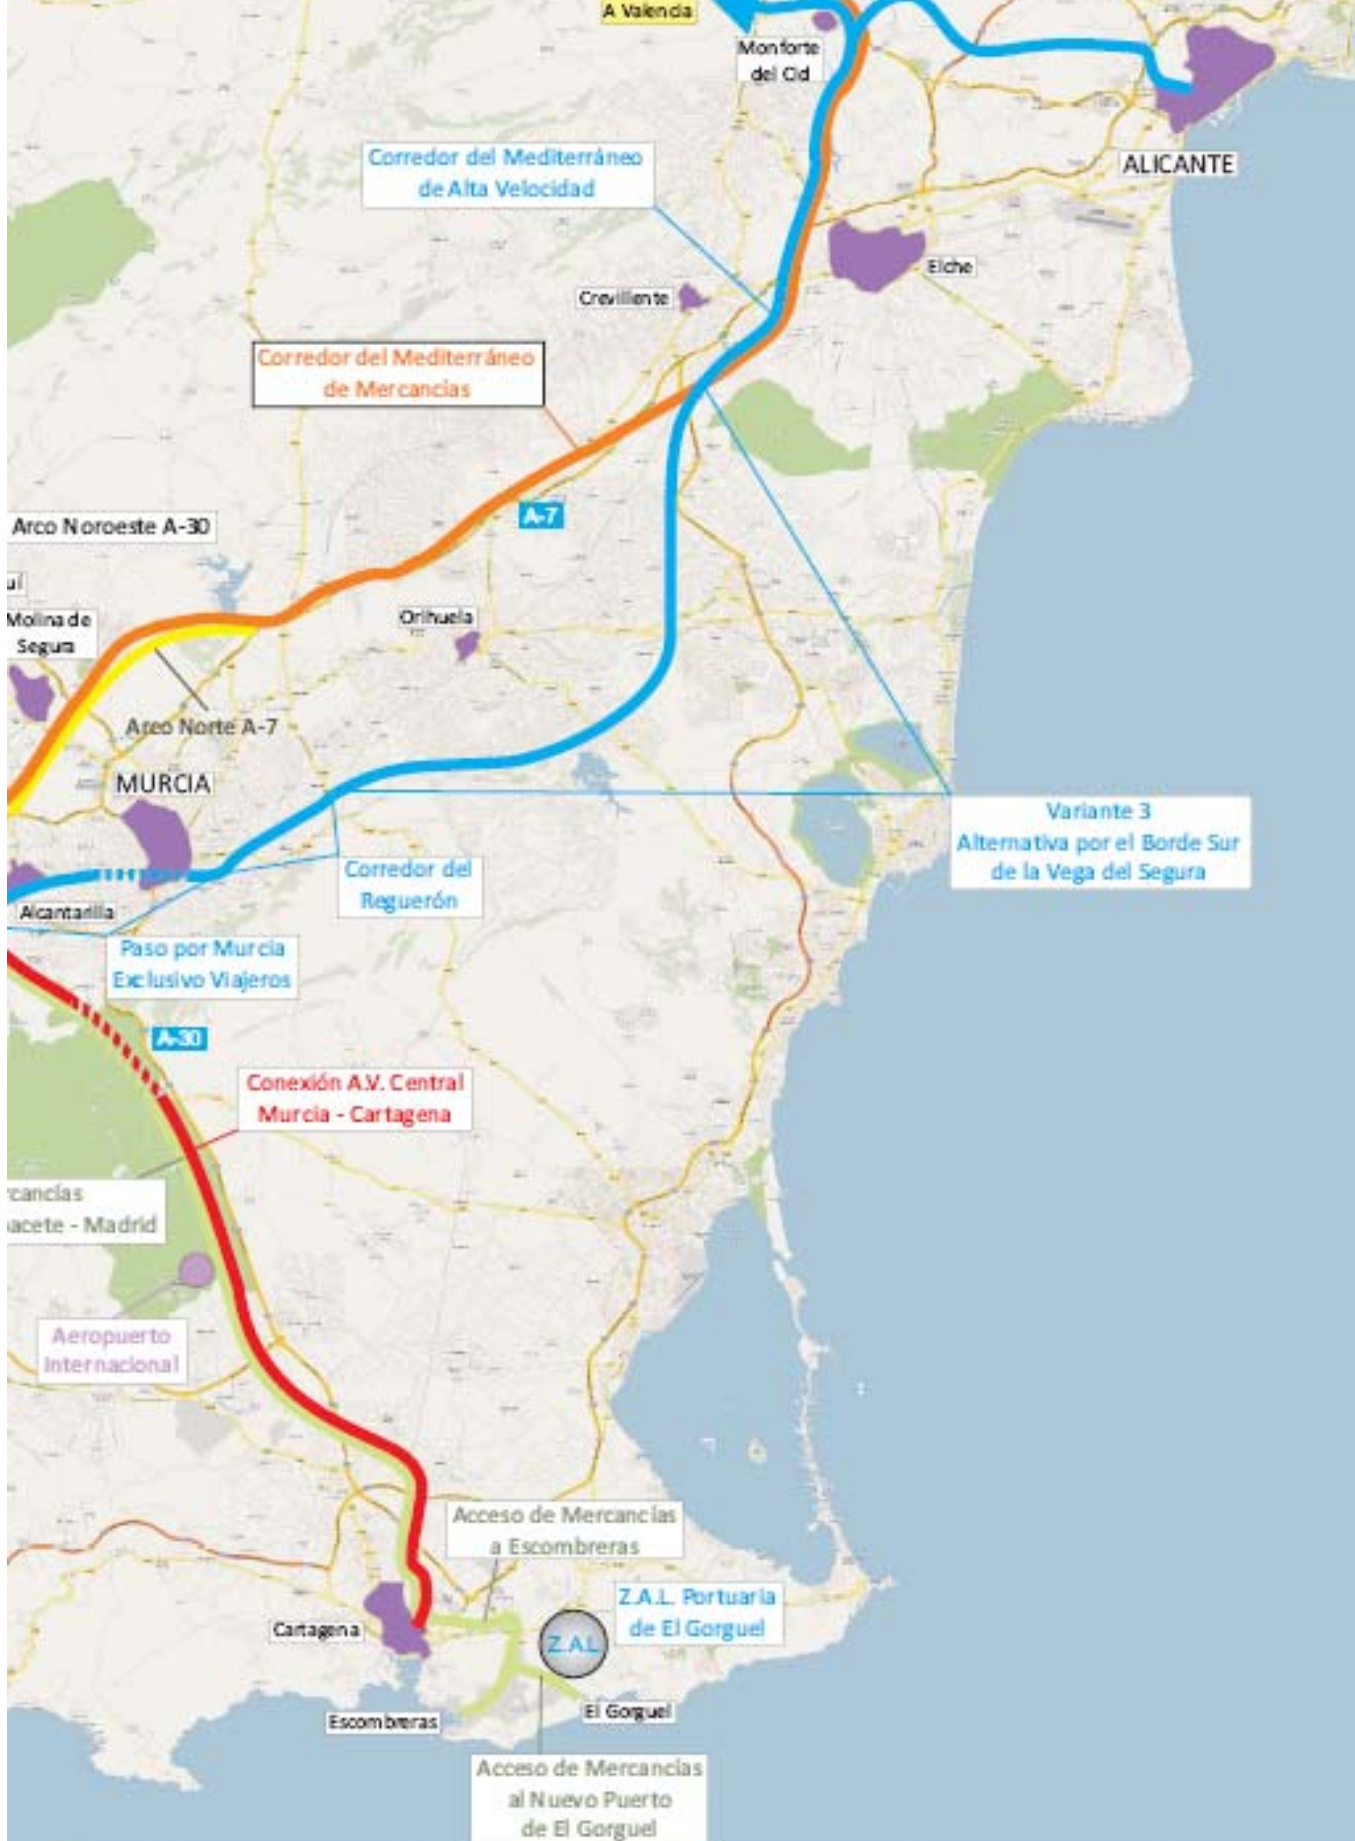 A Valencia
Monforte
del Cid
ALICANTE
Corredor del Mediterráneo
de Alta Velocidad
Elche
Crevillente
Corredor del Mediterráneo
de Mercancías
A-7
Arco Noroeste A-30
uí
Molina de
Segura
Orihuela
Arco Norte A-7
MURCIA
Variante 3
Alternativa por el Borde Sur
de la Vega del Segura
Corredor del
Reguerón
Alcantarilla
Paso por Murcia
Exclusivo Viajeros
A-30
Conexión A.V. Central
Murcia - Cartagena
rcancías
acete - Madrid
Aeropuerto
Internacional
Acceso de Mercancías
a Escombreras
Z.A.L. Portuaria
de El Gorguel
Z.A.L
Cartagena
El Gorguel
Escombreras
Acceso de Mercancías
al Nuevo Puerto
de El Gorguel